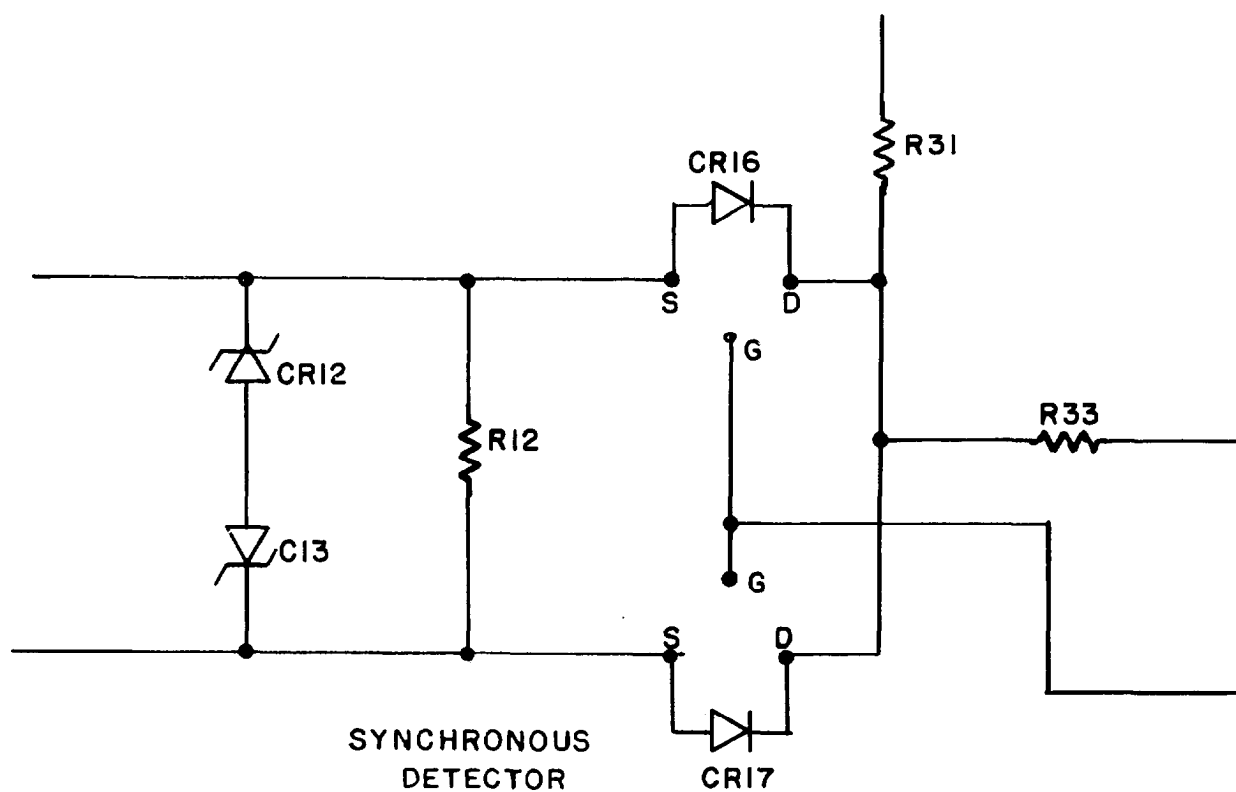 R31
CR16
S
D
G
CR12
R12
R33
C13
G
S
D
CR17
SYNCHRONOUS
DETECTOR